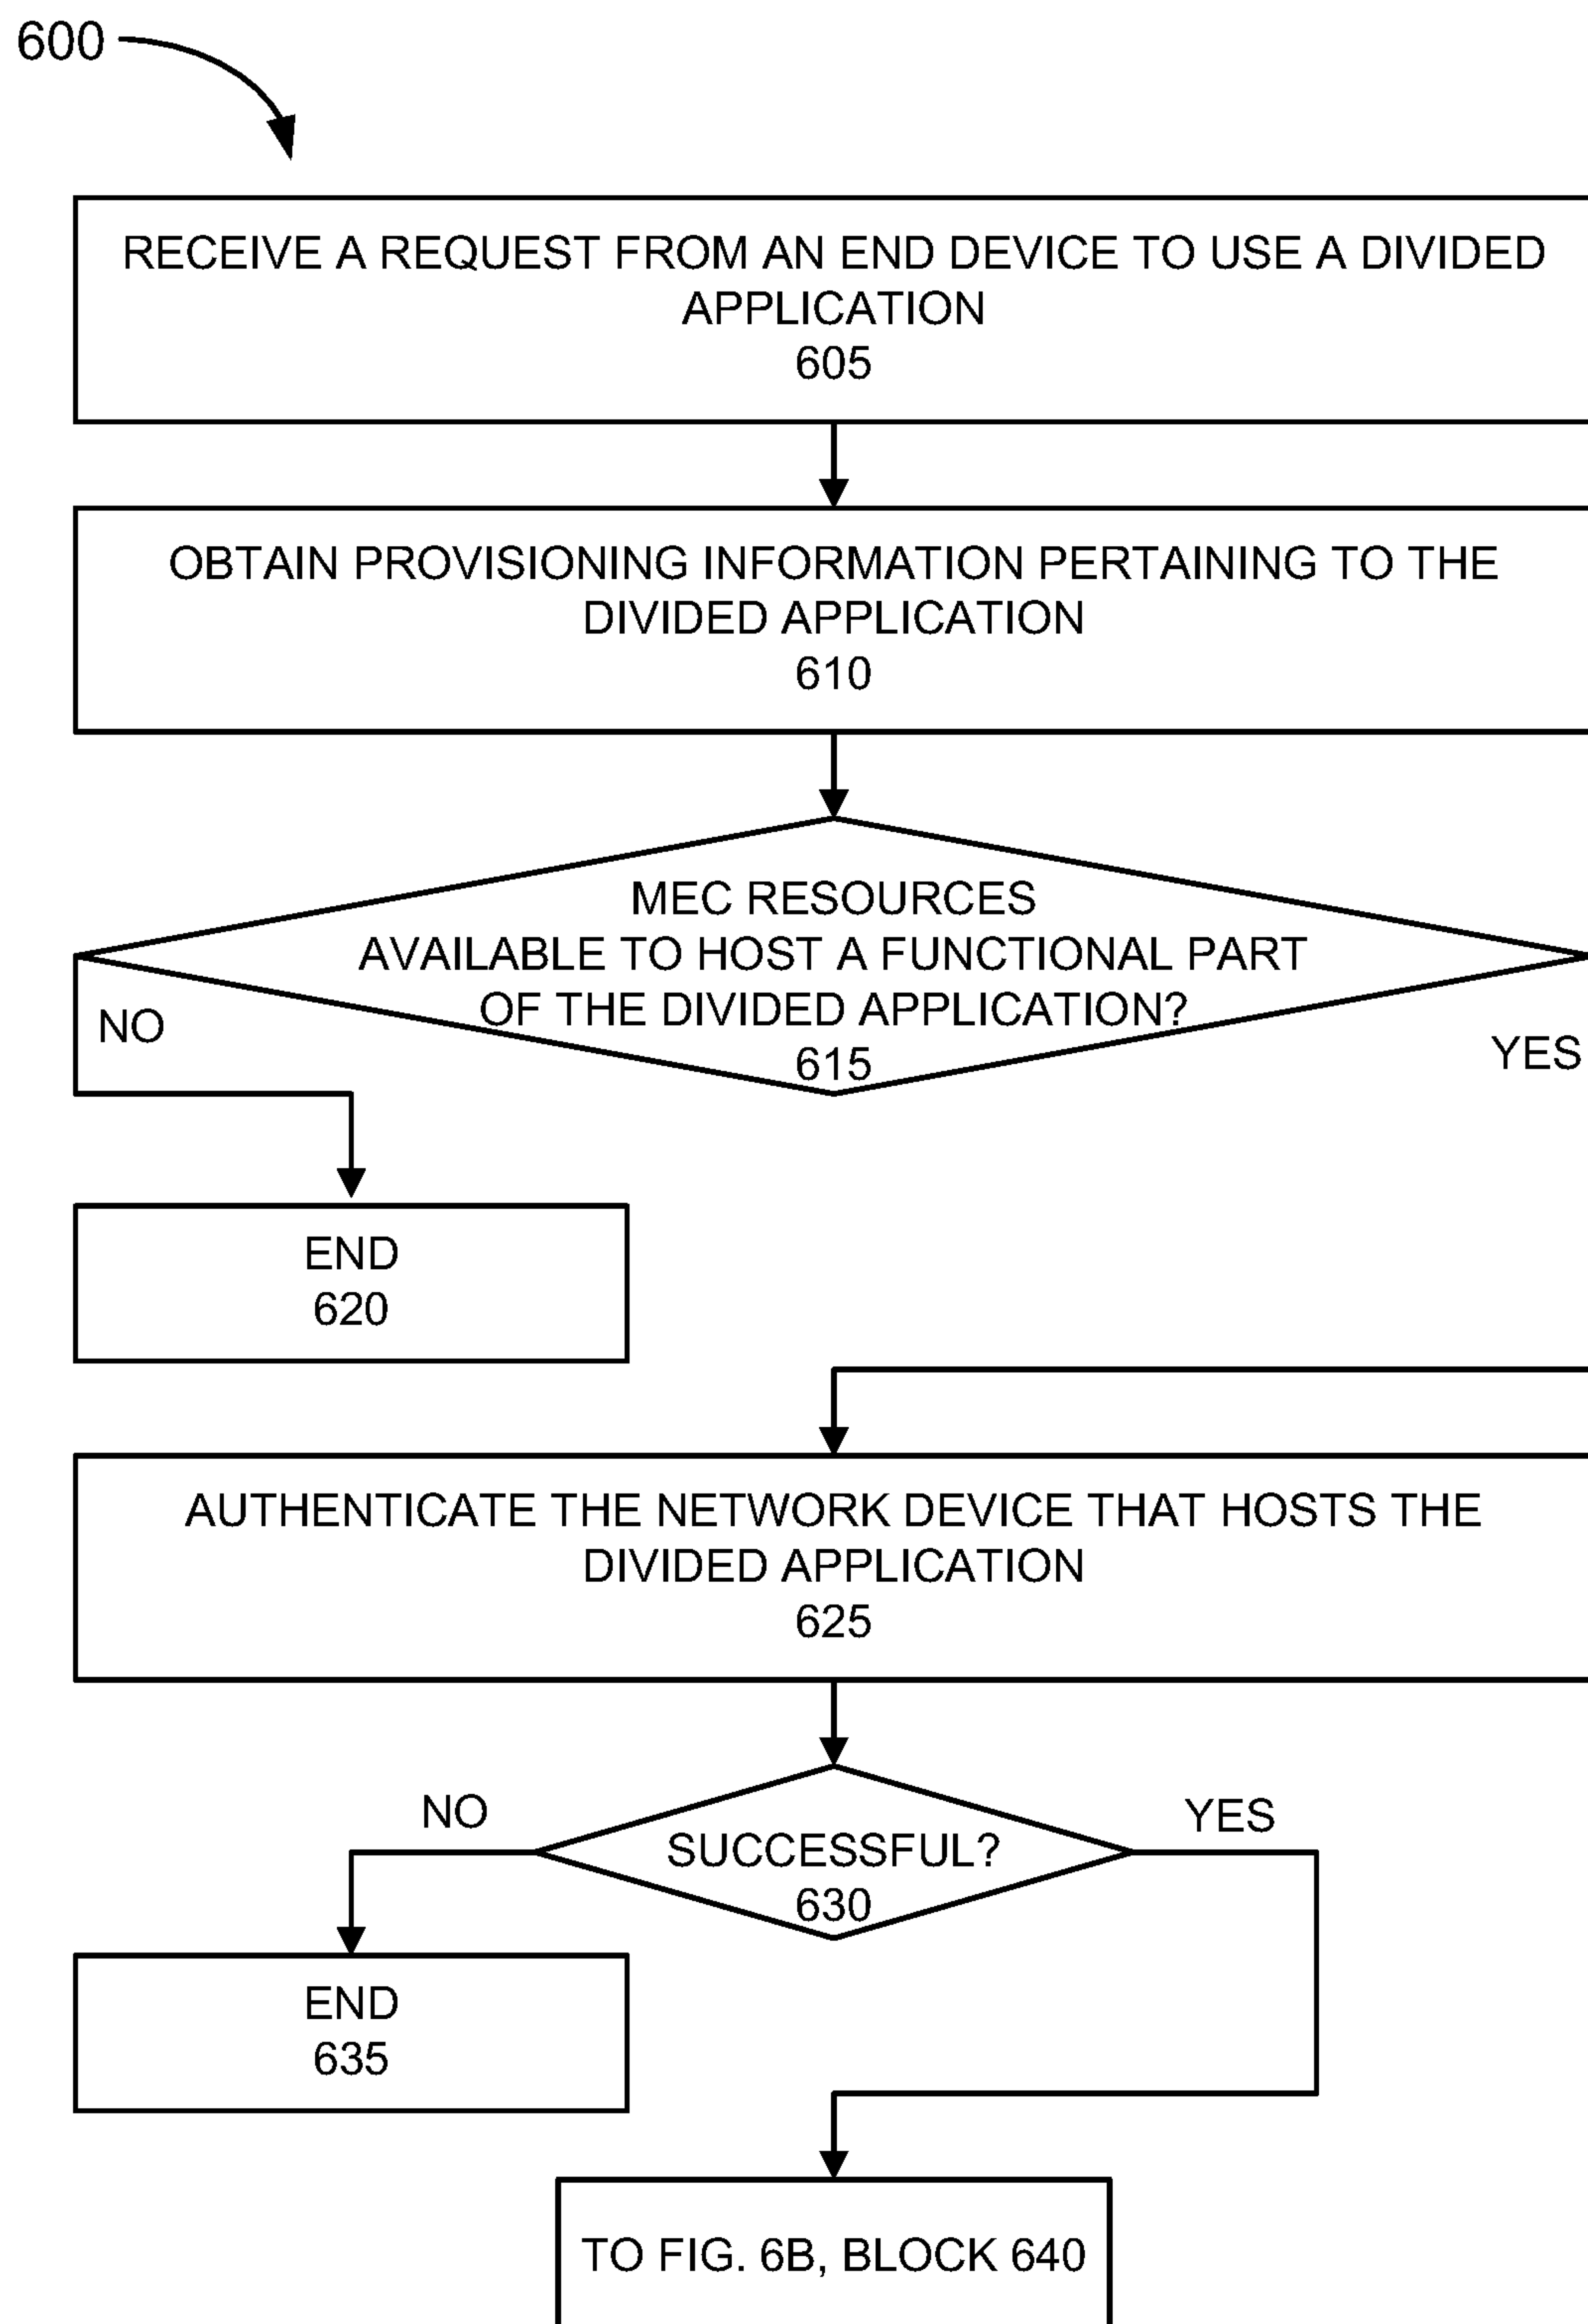 600
RECEIVE A REQUEST FROM AN END DEVICE TO USE A DIVIDED
APPLICATION
605
OBTAIN PROVISIONING INFORMATION PERTAINING TO THE
DIVIDED APPLICATION
610
MEC RESOURCES
AVAILABLE TO HOST A FUNCTIONAL PART
OF THE DIVIDED APPLICATION?
615
NO
YES
END
620
AUTHENTICATE THE NETWORK DEVICE THAT HOSTS THE
DIVIDED APPLICATION
625
NO
YES
SUCCESSFUL?
630
END
635
TO FIG. 6B, BLOCK 640